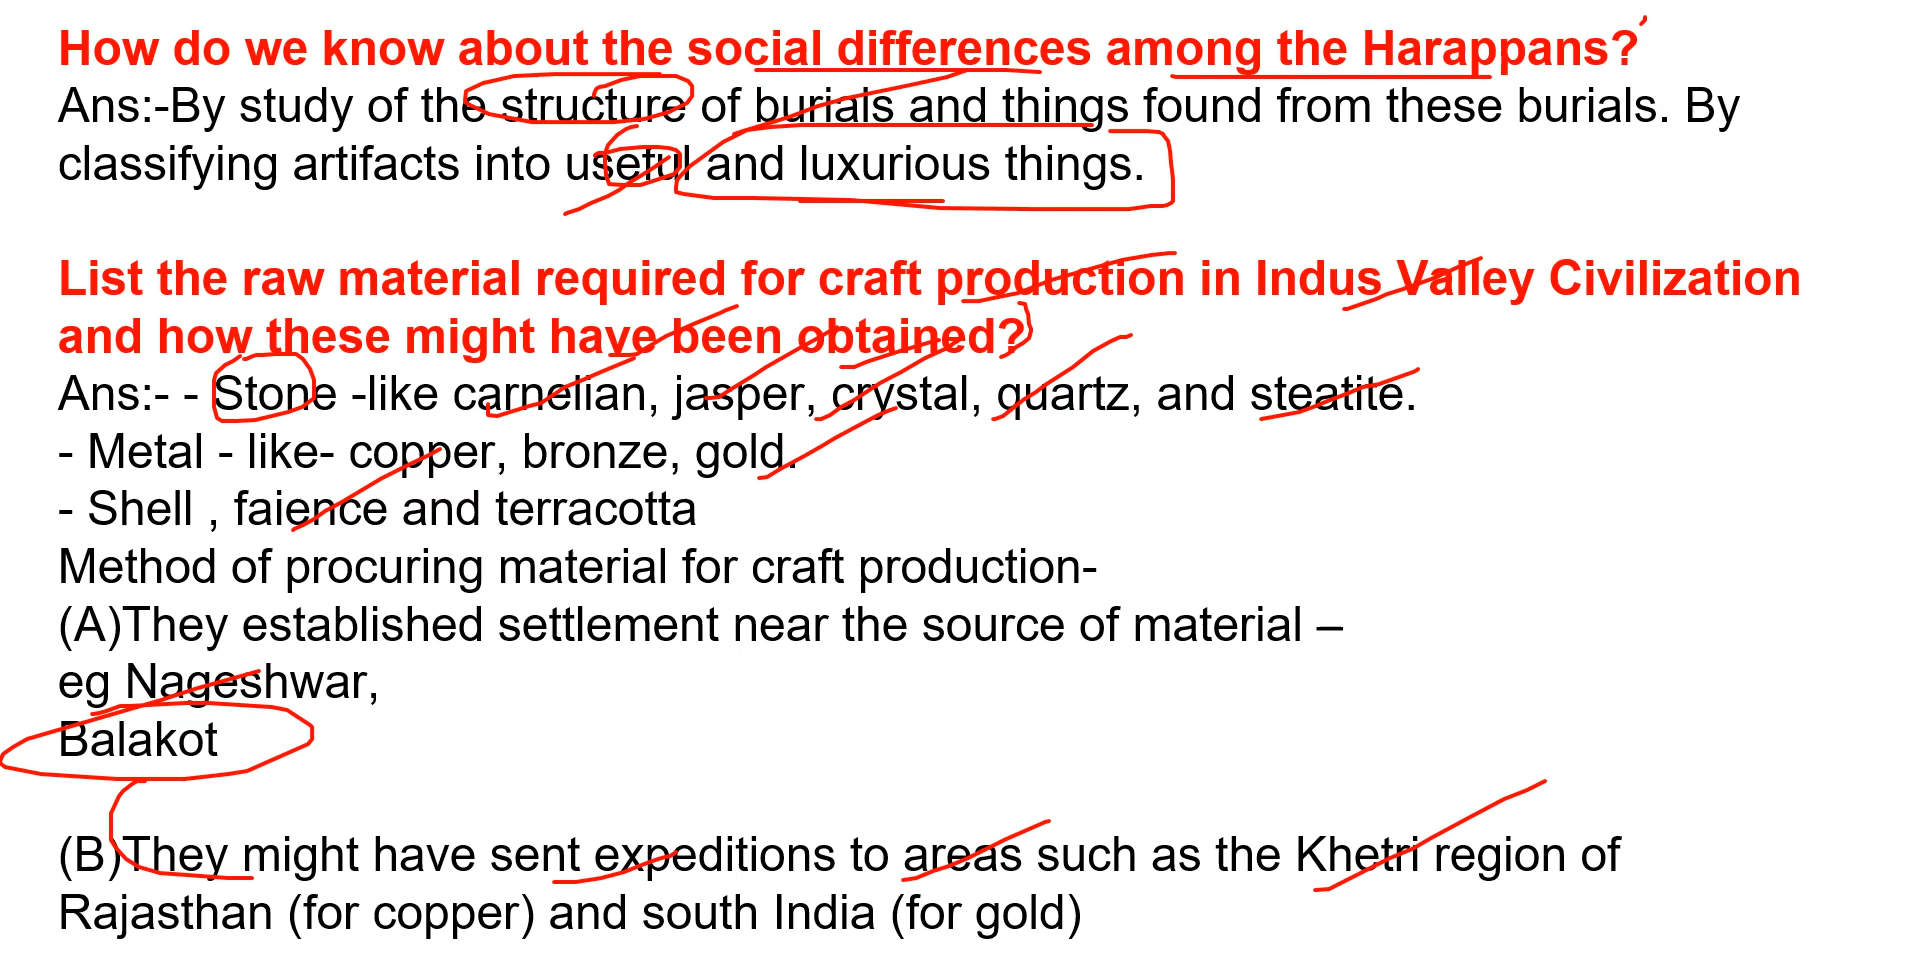 How do we know about the social differences among the Harappans?
Ans:-By study of the structure of burials and things found from these burials. By
classifying artifacts into useful and luxurious things.
List the raw material required for craft production in Indus Valley Civilization
and how these might have been obtained?
Ans:- - Stone -like carnelian, jasper, crystal, quartz, and steatite.
- Metal - like- copper, bronze, gold.
- Shell , faience and terracotta
Method of procuring material for craft production-
(A)They established settlement near the source of material –
eg Nageshwar,
Balakot
(B)They might have sent expeditions to areas such as the Khetri region of
Rajasthan (for copper) and south India (for gold)